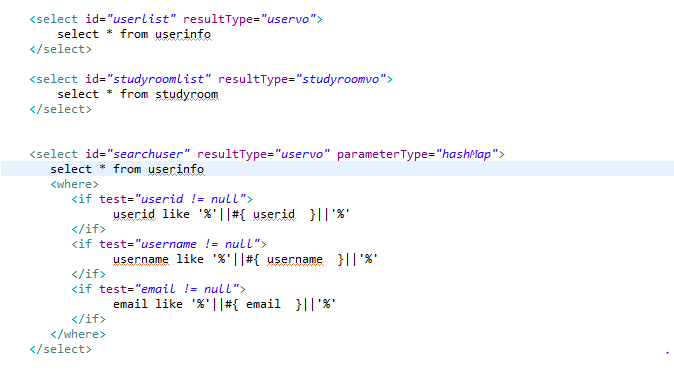 <select id="userlist" resultType="uservo">
select * from userinfo
</select>
<select id="studyroomlist" resultType="studyroomvo">
select * from studyroom
</select>
<select id="searchuser" resultType="uservo" parameterType="hashMap">
select * from userinfo
<where>
<if test="userid != null">
userid like '%'||#{ userid  }||'%'
</if>
<if test="username != null">
username like '%'||#{ username  }||'%'
</if>
<if test="email != null">
email like '%'||#{ email  }||'%'
</if>
</where>
</select>